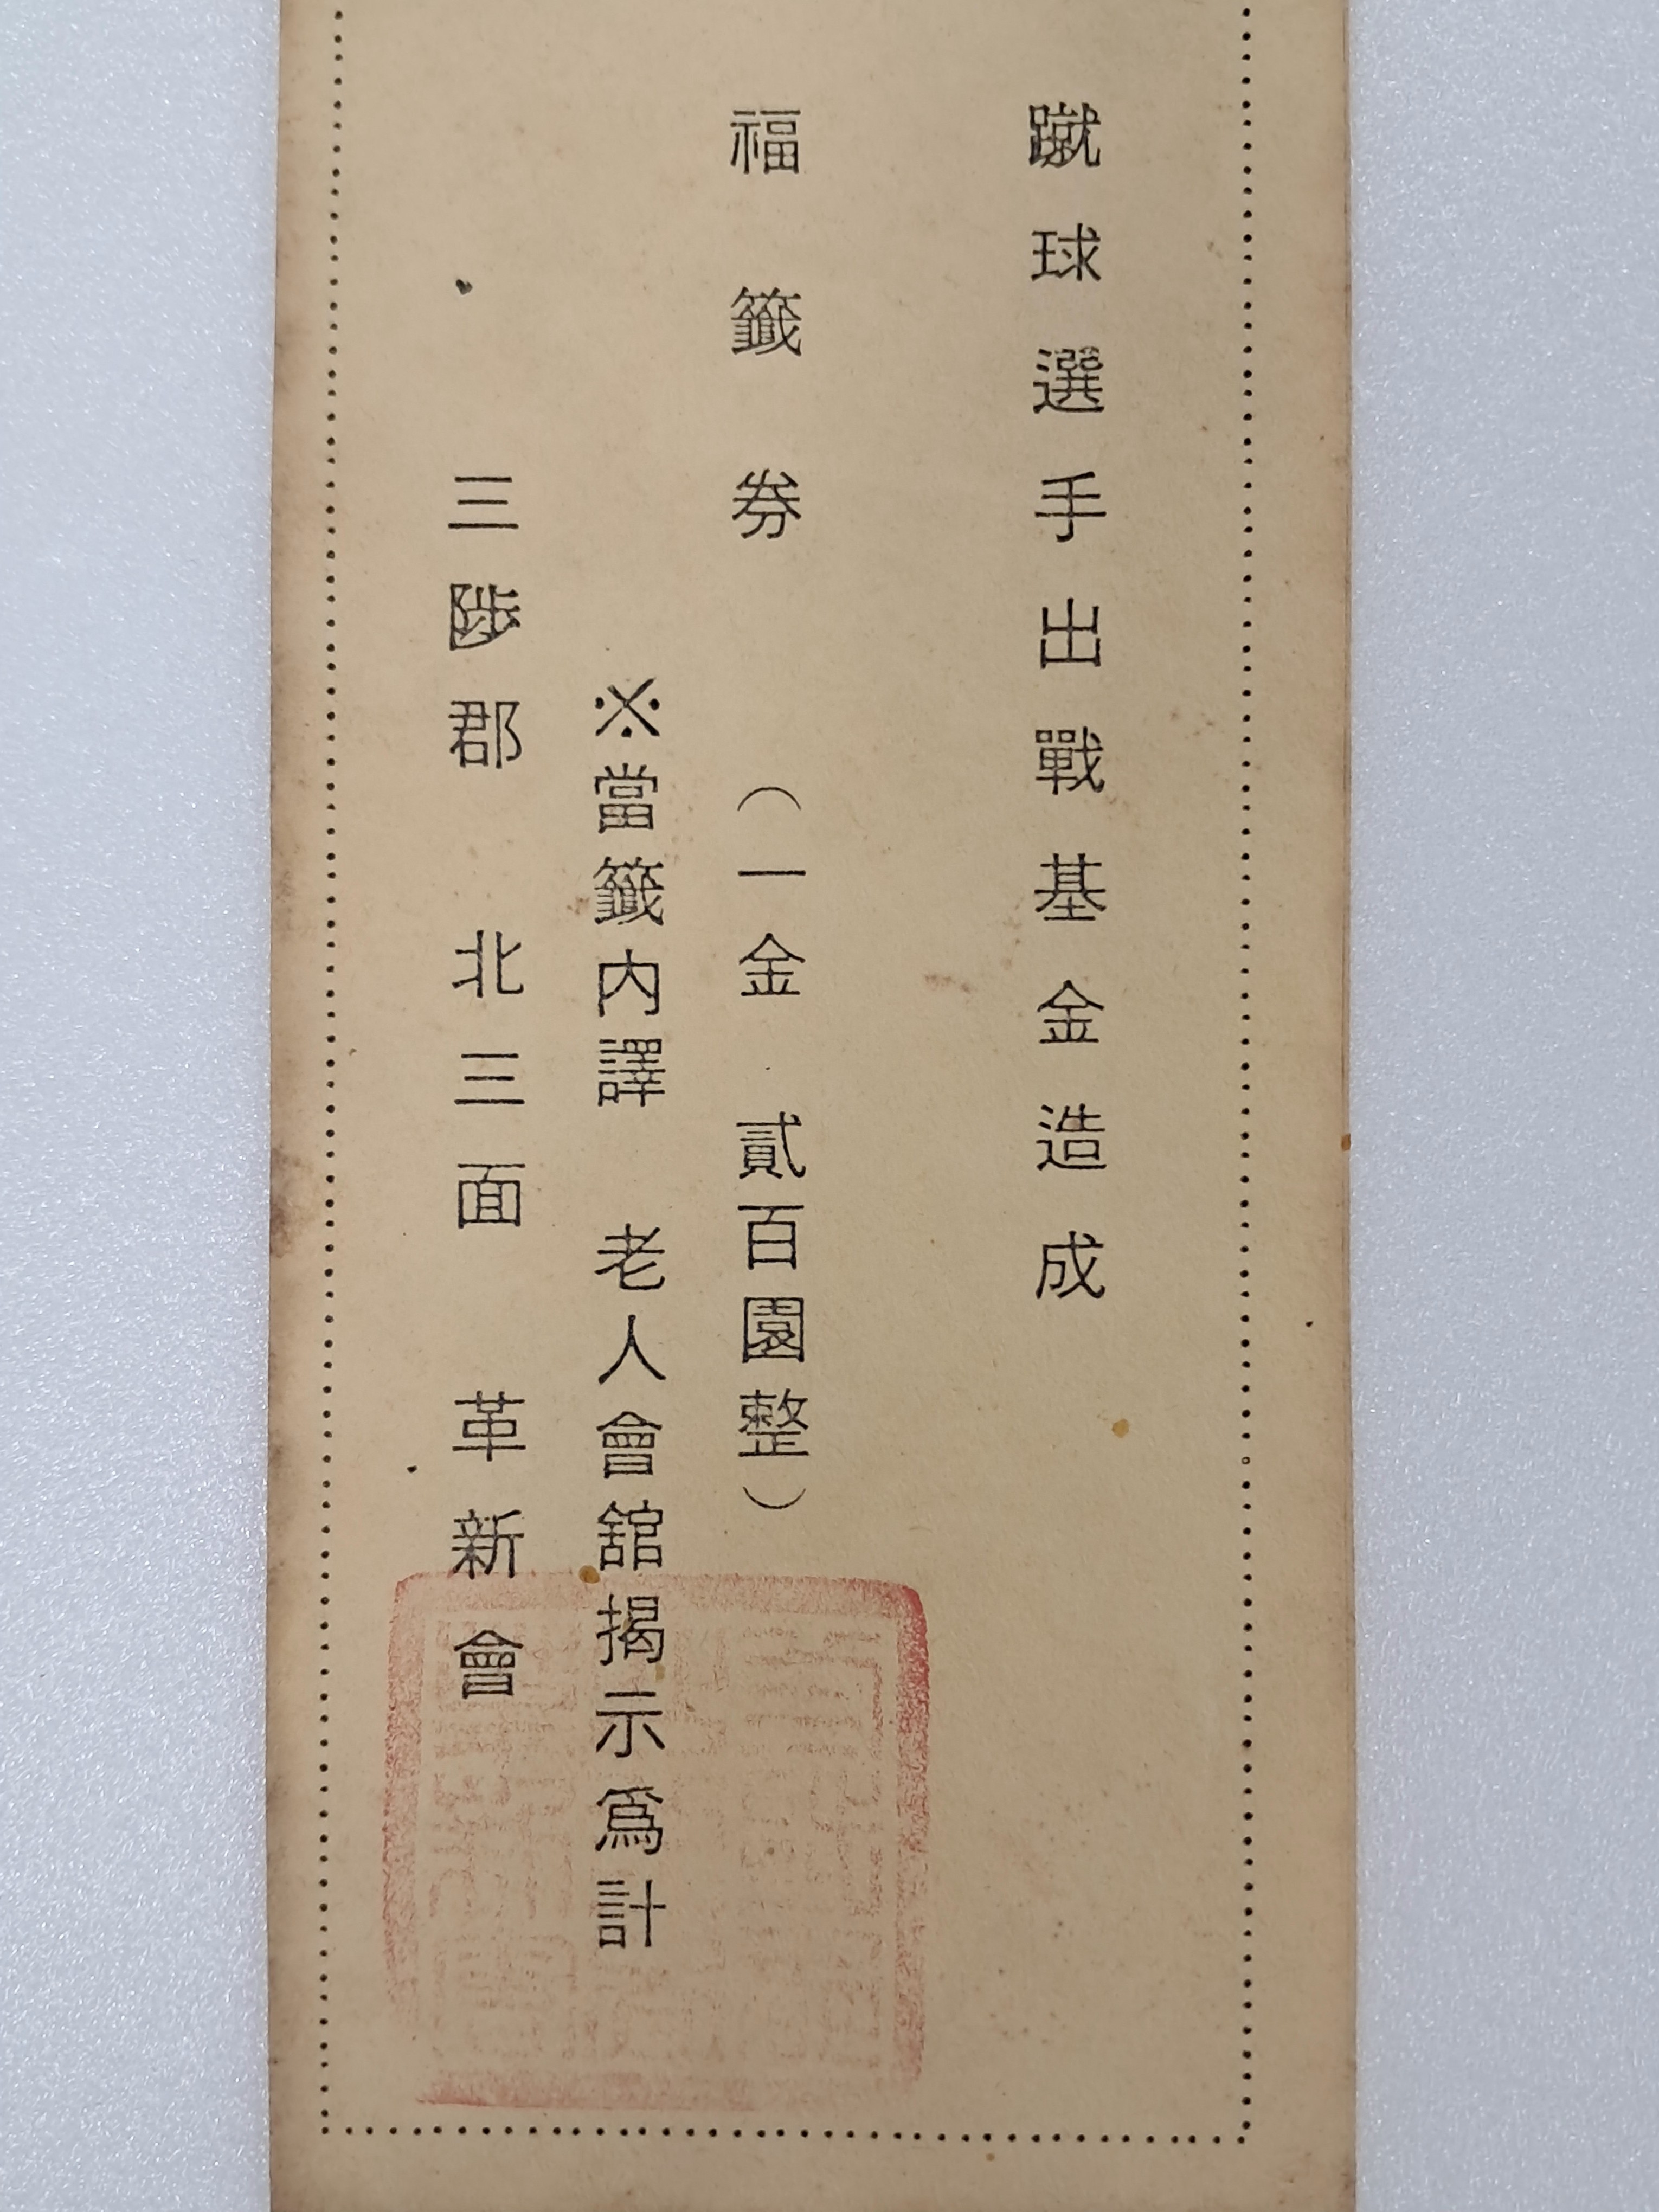 蹴球選手出戰基金造成
福籤券 （一金 貳百園整）
※當籤內譯 老人會舘揭示爲計
三陟郡 北三面 革新會